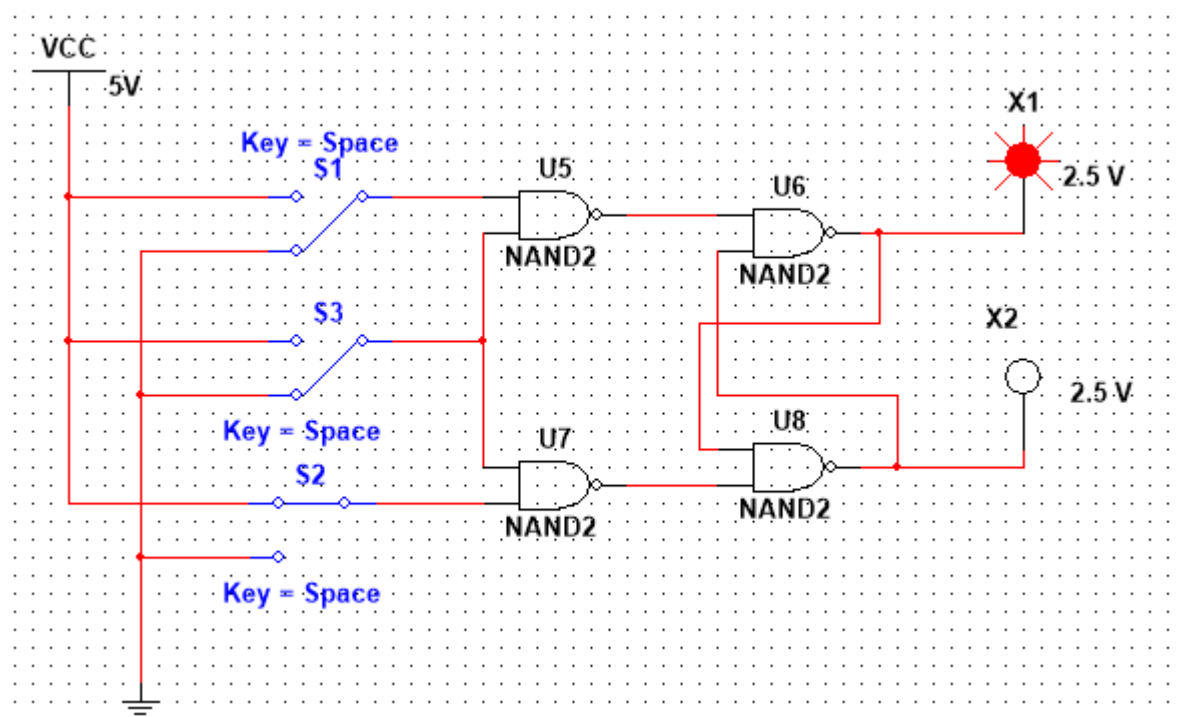 VCC
5V
Key = Space
S1
U5
NAND2
U6
NAND2
X1
2.5 V
S3
Key = Space
X2
2.5 V
S2
U7
NAND2
U8
NAND2
Key = Space